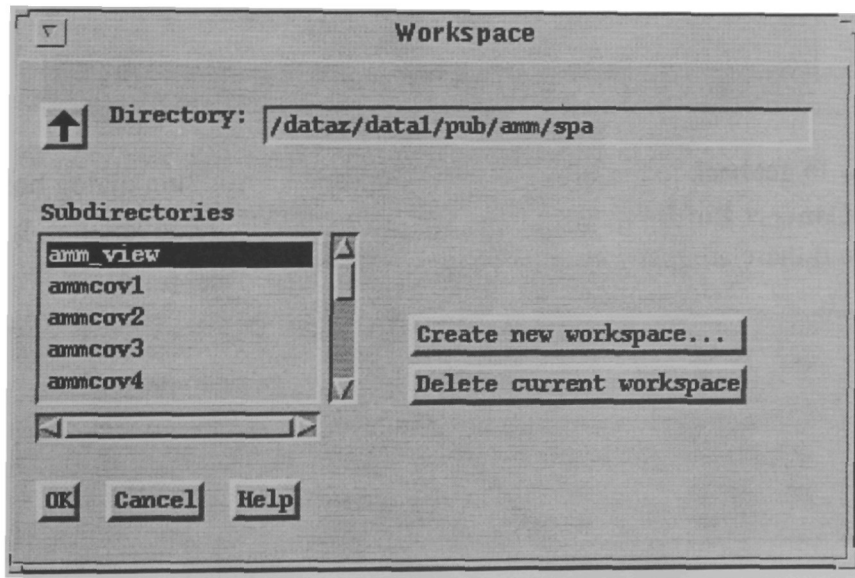 Workspace
Directory: /dataz/data1/pub/amm/spa
Subdirectories
amm_view
ammcov1
ammcov2
ammcov3
ammcov4
Create new workspace...
Delete current workspace
OK Cancel Help